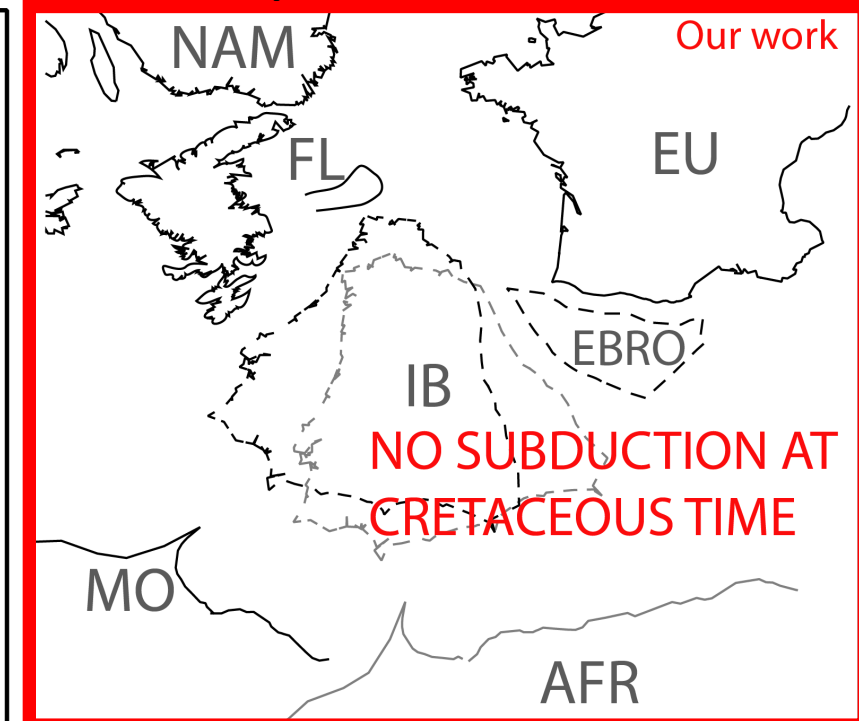 NAM
Our work
FL
EU
EBRO
IB
NO SUBDUCTION AT
CRETACEOUS TIME
MO
AFR